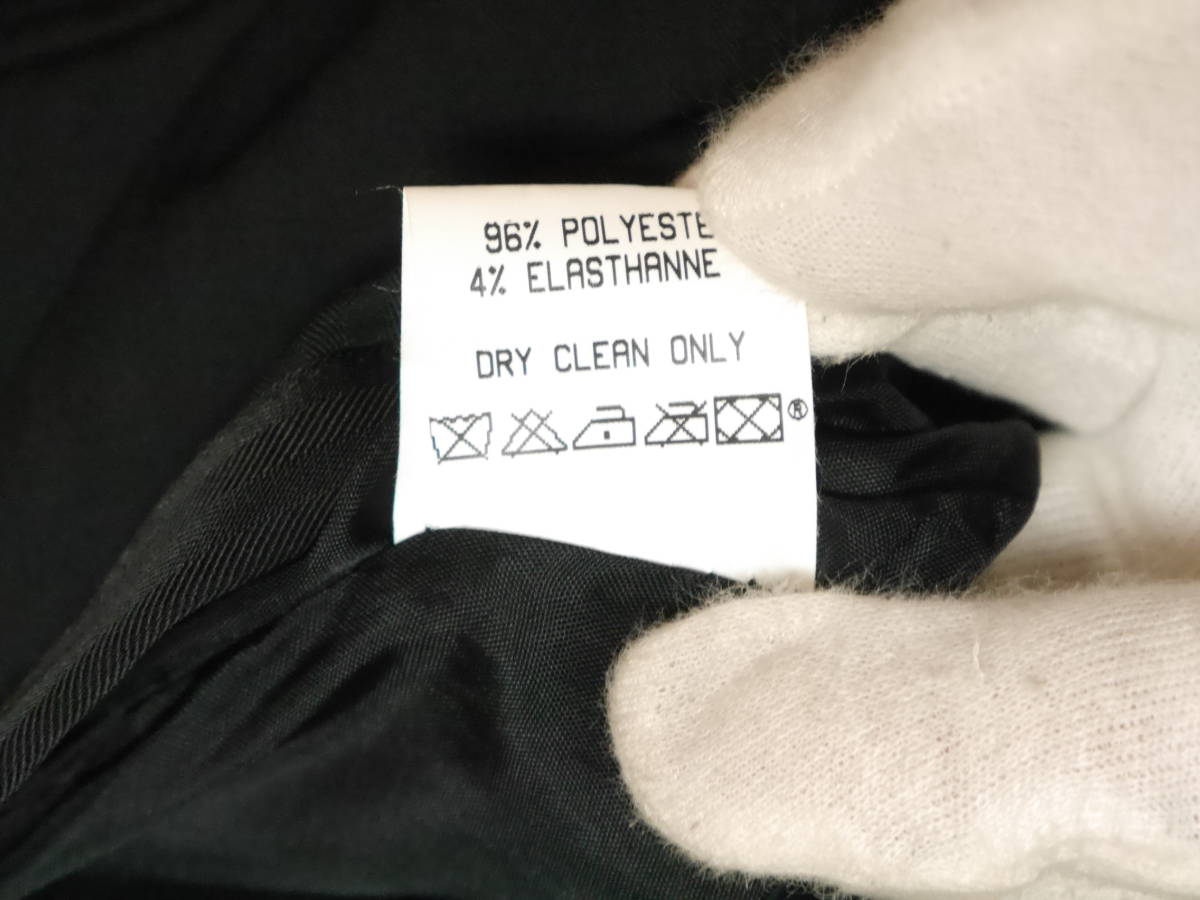 96% POLYESTE
4% ELASTHANNE
DRY CLEAN ONLY
®